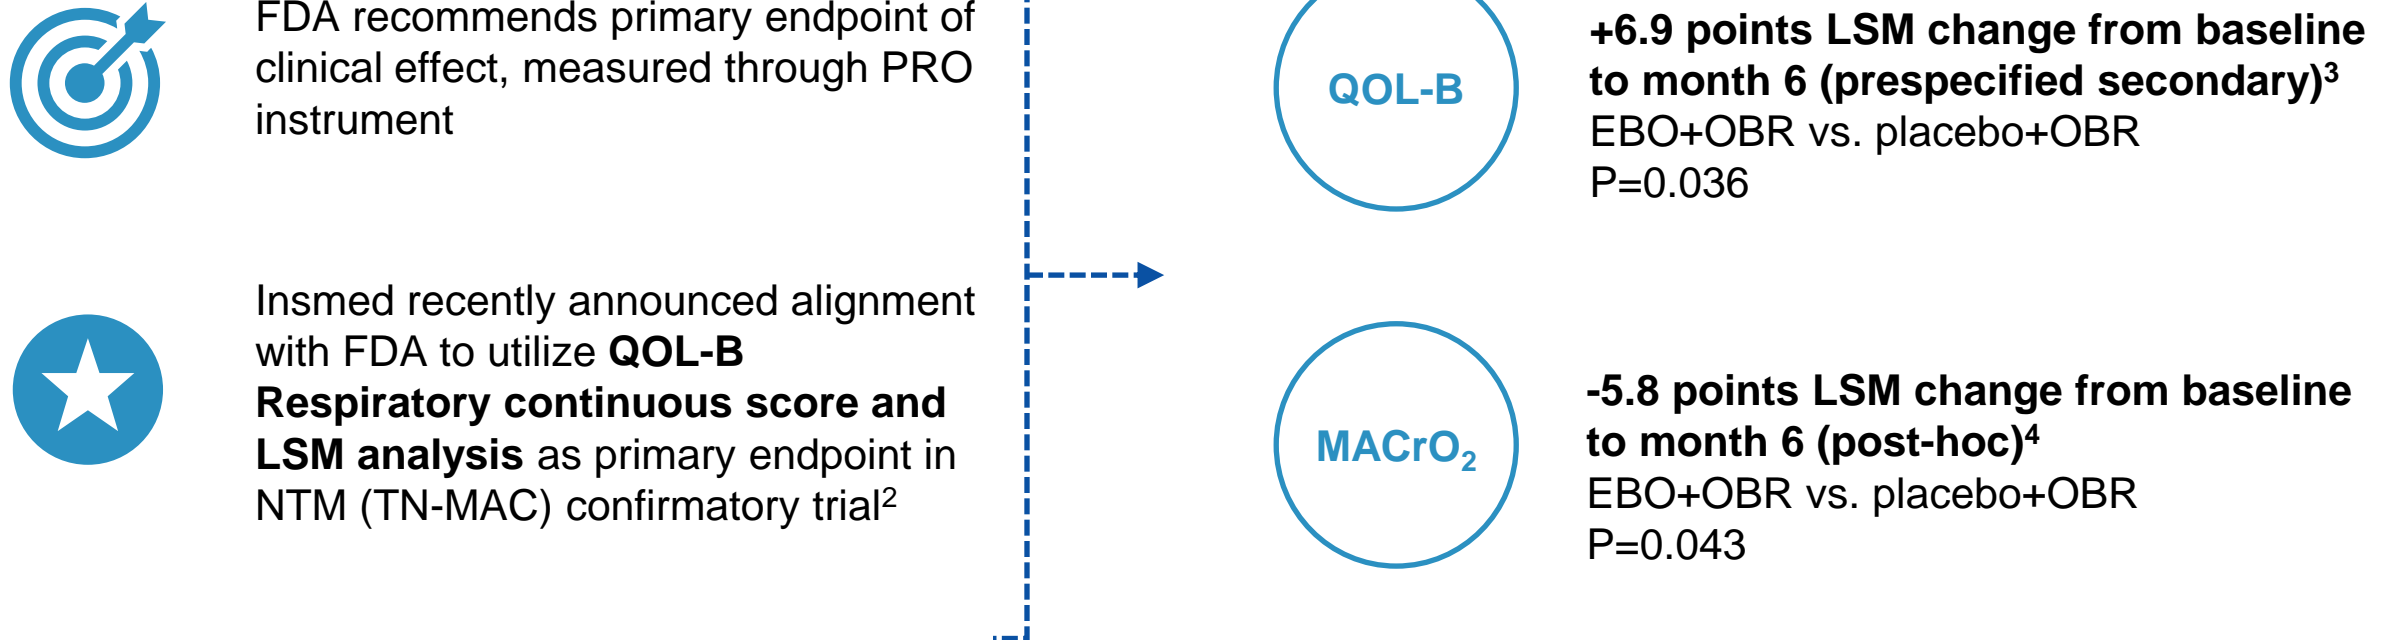 FDA recommends primary endpoint of
clinical effect, measured through PRO
instrument
Insmed recently announced alignment
with FDA to utilize QOL-B
Respiratory continuous score and
LSM analysis as primary endpoint in
NTM (TN-MAC) confirmatory trial²
QOL-B
+6.9 points LSM change from baseline
to month 6 (prespecified secondary)³
EBO+OBR vs. placebo+OBR
P=0.036
MACrO₂
-5.8 points LSM change from baseline
to month 6 (post-hoc)⁴
EBO+OBR vs. placebo+OBR
P=0.043